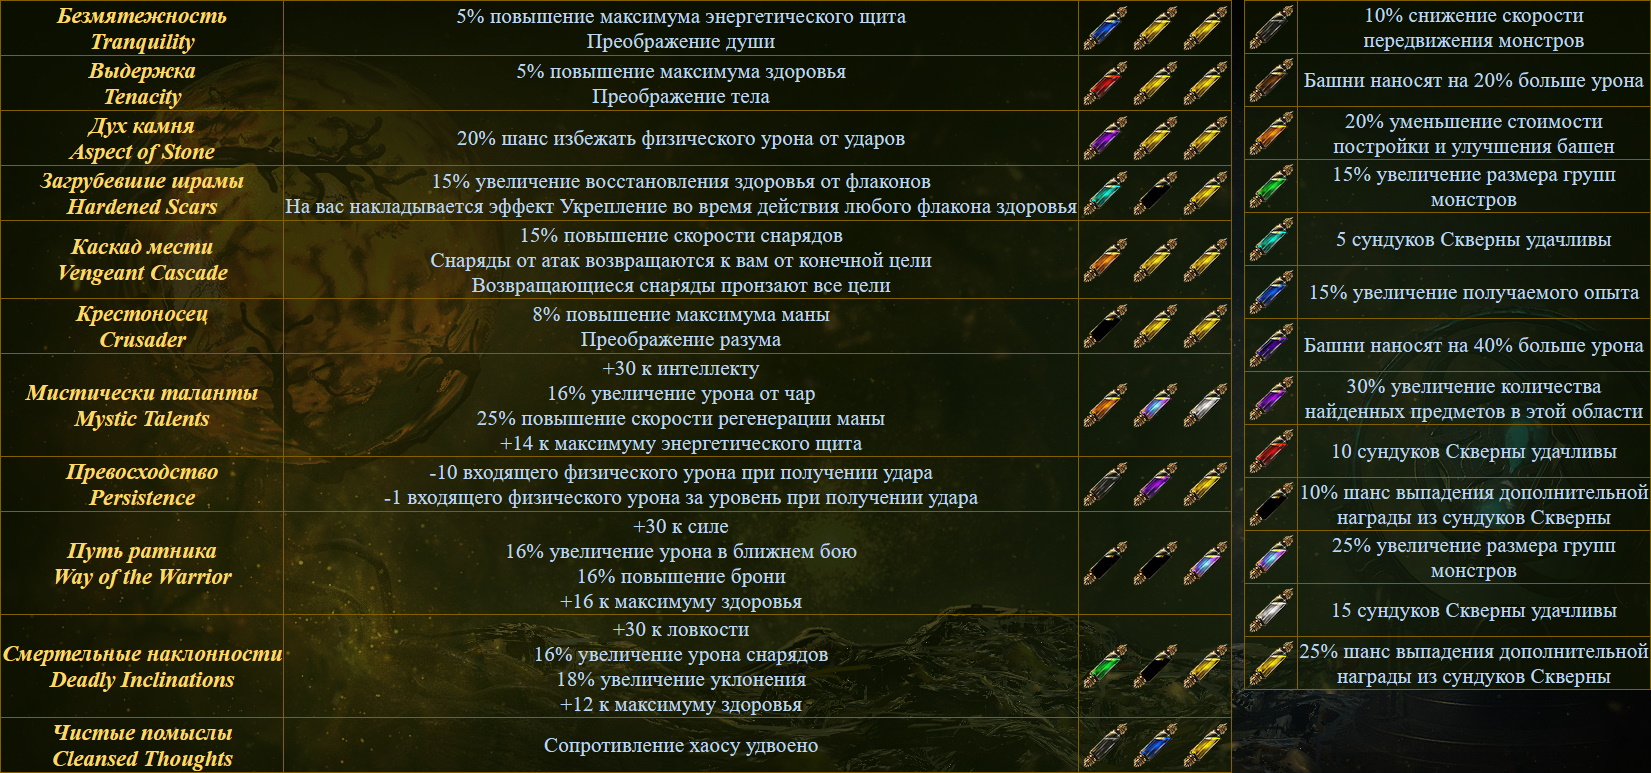 Безмятежность
Tranquility
5% повышение максимума энергетического щита
Преображение души
Выдержка
Tenacity
5% повышение максимума здоровья
Преображение тела
Дух камня
Aspect of Stone
20% шанс избежать физического урона от ударов
Загрубевшие шрамы
Hardened Scars
15% увеличение восстановления здоровья от флаконов
На вас накладывается эффект Укрепление во время действия любого флакона здоровья
Каскад мести
Vengeant Cascade
15% повышение скорости снарядов
Снаряды от атак возвращаются к вам от конечной цели
Возвращающиеся снаряды пронзают все цели
Крестоносец
Crusader
8% повышение максимума маны
Преображение разума
Мистически таланты
Mystic Talents
+30 к интеллекту
16% увеличение урона от чар
25% повышение скорости регенерации маны
+14 к максимуму энергетического щита
Превосходство
Persistence
-10 входящего физического урона при получении удара
-1 входящего физического урона за уровень при получении удара
Путь ратника
Way of the Warrior
+30 к силе
16% увеличение урона в ближнем бою
16% повышение брони
+16 к максимуму здоровья
Смертельные наклонности
Deadly Inclinations
+30 к ловкости
16% увеличение урона снарядов
18% увеличение уклонения
+12 к максимуму здоровья
Чистые помыслы
Cleansed Thoughts
Сопротивление хаосу удвоено
10% снижение скорости
передвижения монстров
Башни наносят на 20% больше урона
20% уменьшение стоимости
постройки и улучшения башен
15% увеличение размера групп
монстров
5 сундуков Скверны удачливы
15% увеличение получаемого опыта
Башни наносят на 40% больше урона
30% увеличение количества
найденных предметов в этой области
10 сундуков Скверны удачливы
10% шанс выпадения дополнительной
награды из сундуков Скверны
25% увеличение размера групп
монстров
15 сундуков Скверны удачливы
25% шанс выпадения дополнительной
награды из сундуков Скверны